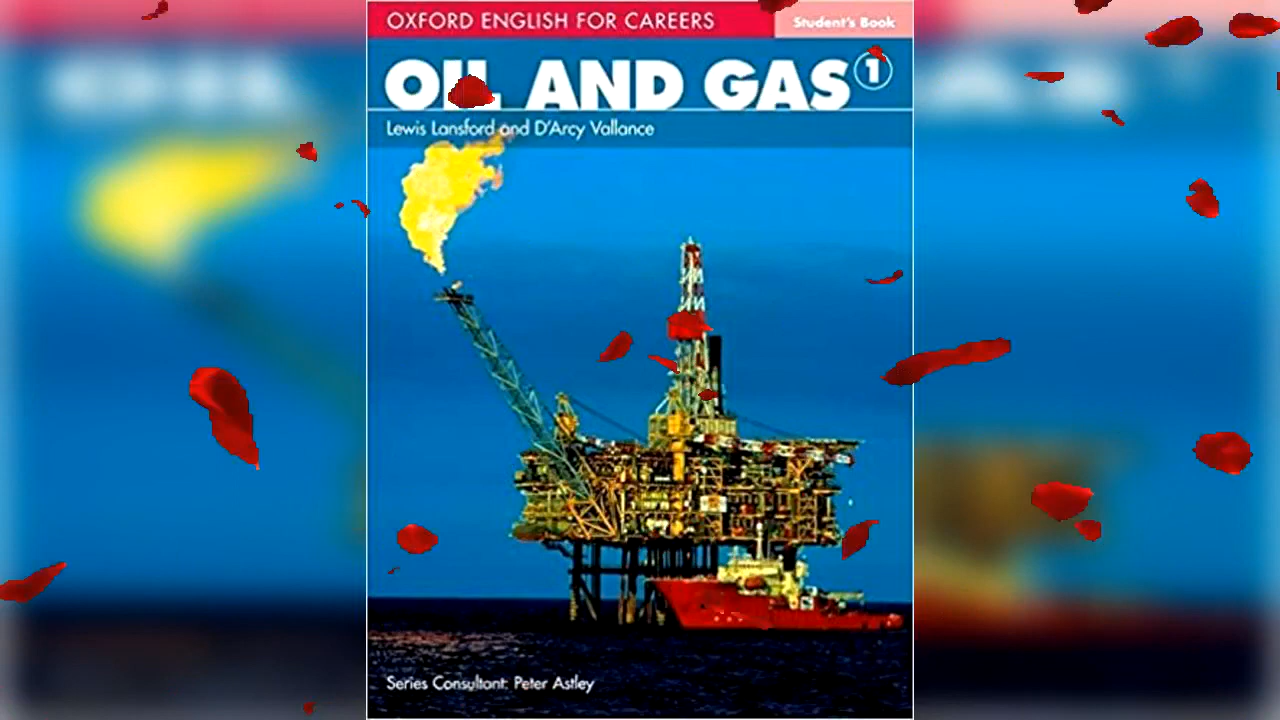 OXFORD ENGLISH FOR CAREERS
Student's Book
OIL AND GAS 1
Lewis Lansford and D'Arcy Vallance
Series Consultant: Peter Astley